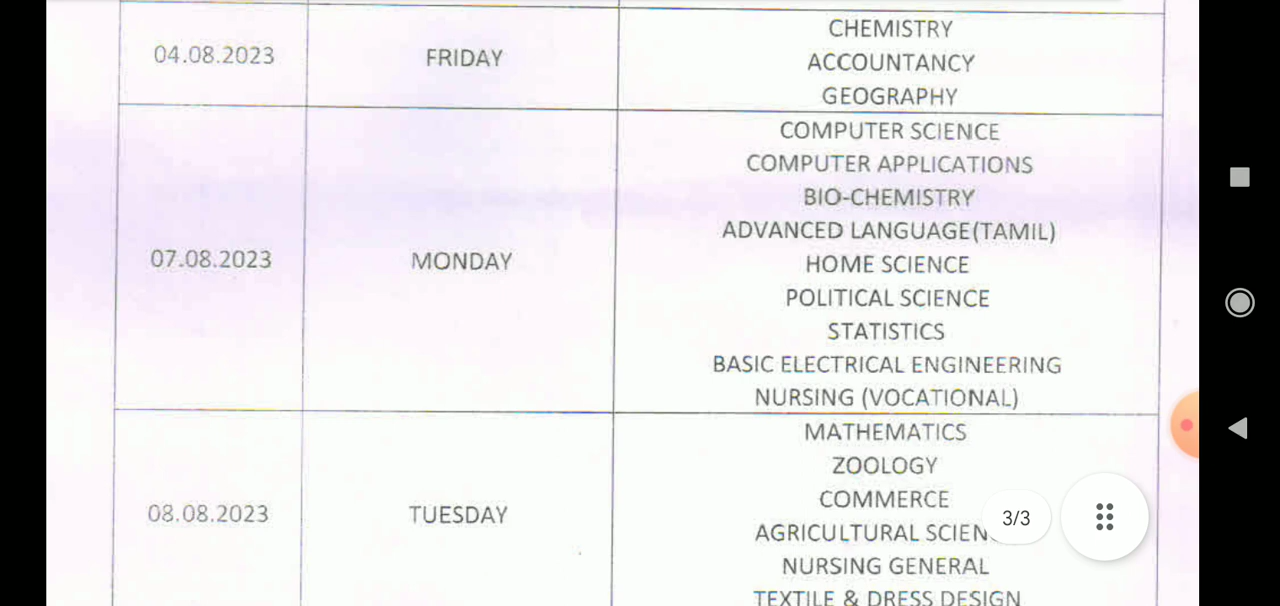 CHEMISTRY
04.08.2023 FRIDAY ACCOUNTANCY
GEOGRAPHY
COMPUTER SCIENCE
COMPUTER APPLICATIONS
BIO-CHEMISTRY
ADVANCED LANGUAGE(TAMIL)
07.08.2023 MONDAY HOME SCIENCE
POLITICAL SCIENCE
STATISTICS
BASIC ELECTRICAL ENGINEERING
NURSING (VOCATIONAL)
MATHEMATICS
ZOOLOGY
COMMERCE
08.08.2023 TUESDAY AGRICULTURAL
NURSING GENERAL
TEXTILE & DRESS DESIGN
3/3